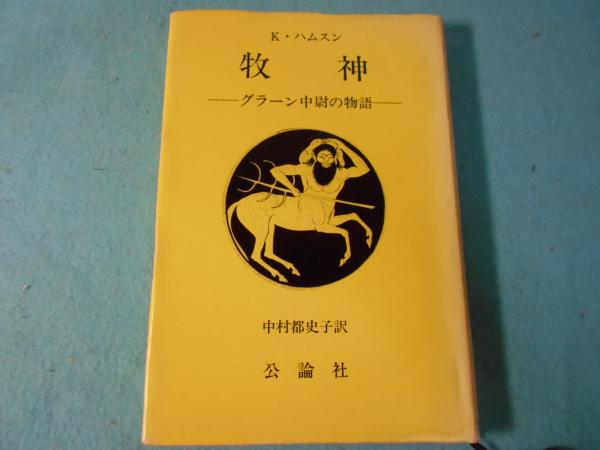 K・ハムスン
牧 神
―グラーン中尉の物語―
中村都史子訳
公論社